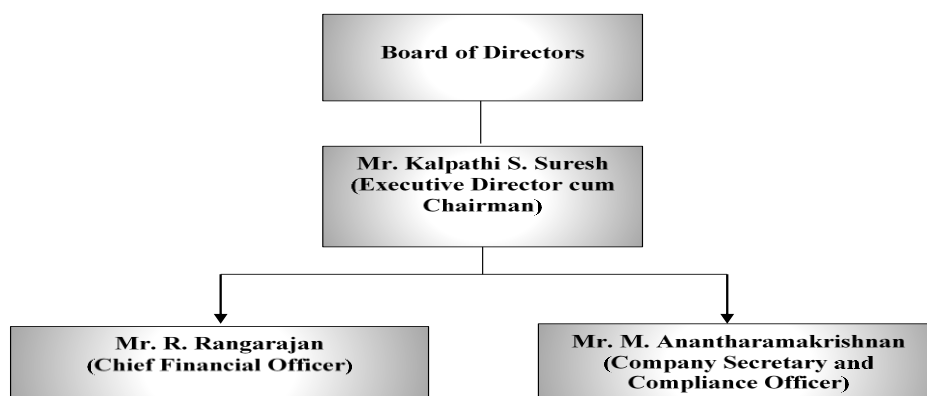 Board of Directors
Mr. Kalpathi S. Suresh
(Executive Director cum
Chairman)
Mr. R. Rangarajan
(Chief Financial Officer)
Mr. M. Anantharamakrishnan
(Company Secretary and
Compliance Officer)